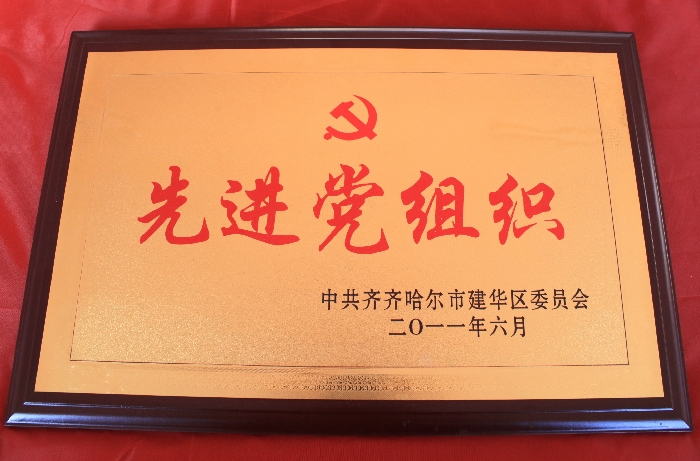 先进党组织
中共齐齐哈尔市建华区委员会
二〇一一年六月